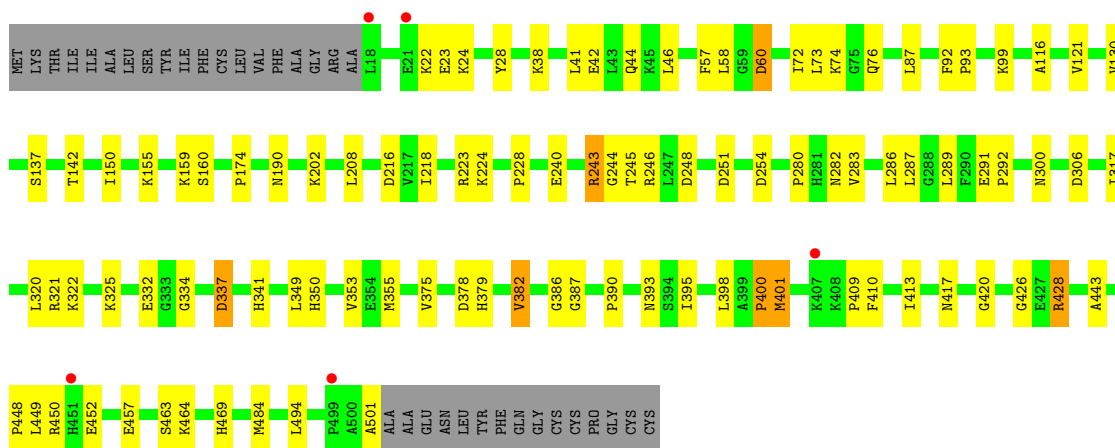 MET LYS THR ILE ILE ALA LEU SER TYR ILE PHE CYS LEU VAL PHE ALA GLY ARG ALA L18 E21 K22 E23 K24 Y28 K38 L41 E42 L43 Q44 K45 L46 F57 L58 G59 D60 I72 L73 K74 G75 Q76 L87 F92 P93 K99 A116 V121
S137 T142 I150 K155 K159 S160 P174 N190 K202 L208 D216 V217 I218 R223 K224 P228 E240 R243 G244 T245 R246 L247 D248 D251 D254 P280 H281 N282 V283 L286 L287 G288 L289 F290 E291 P292 N300 D306
L320 R321 K322 K325 E332 G333 G334 D337 H341 L349 H350 V353 E354 M355 V375 D378 H379 V382 G386 G387 P390 N393 S394 I395 L398 A399 P400 M401 K407 K408 P409 F410 I413 N417 G420 G426 E427 R428 A443
P448 L449 R450 H451 E452 E457 S463 K464 H469 M484 L494 P499 A500 A501 ALA ALA GLU ASN LEU TYR PHE GLN GLY CYS CYS PRO GLY CYS CYS